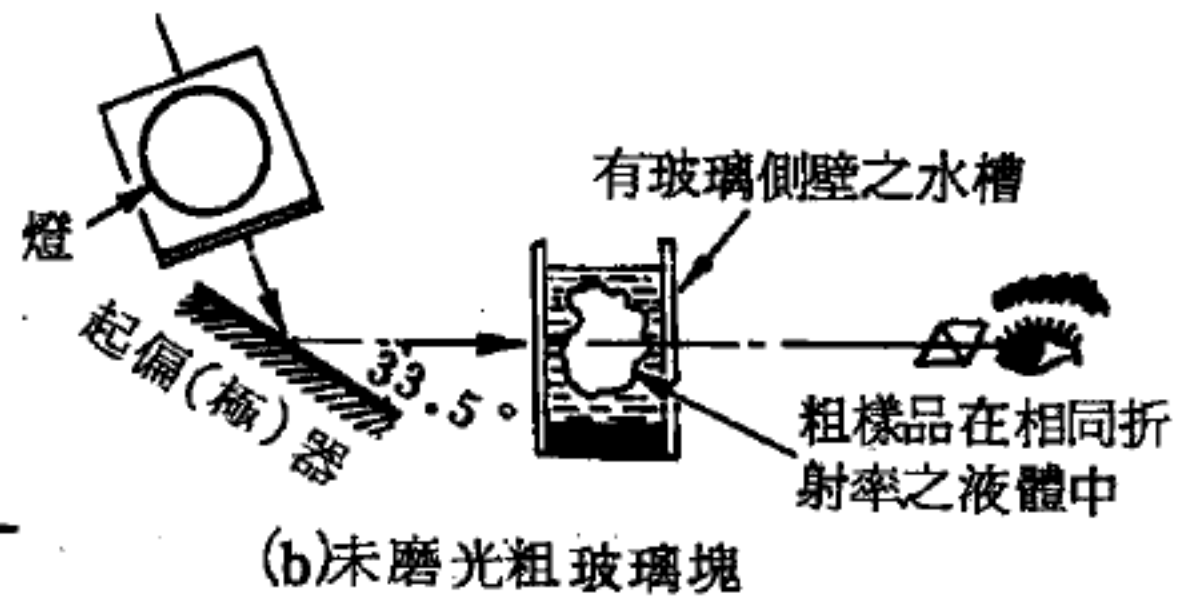 有玻璃側壁之水槽
燈
起偏(極)器
33.5°
粗樣品在相同折
射率之液體中
(b)未磨光粗玻璃塊